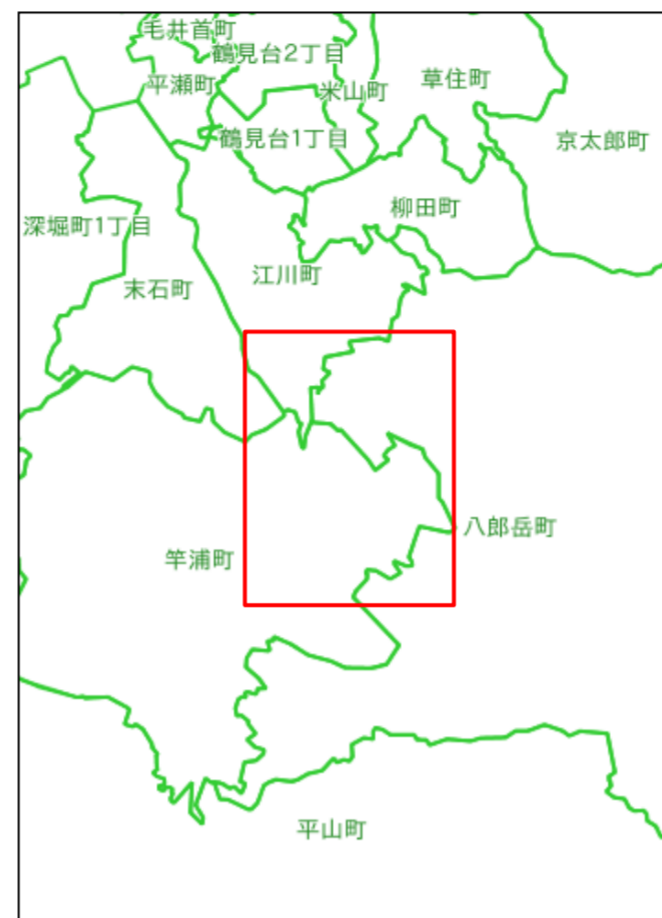 毛井首町
鶴見台2丁目
平瀬町
米山町
草住町
鶴見台1丁目
京太郎町
柳田町
深堀町1丁目
江川町
末石町
八郎岳町
竿浦町
平山町